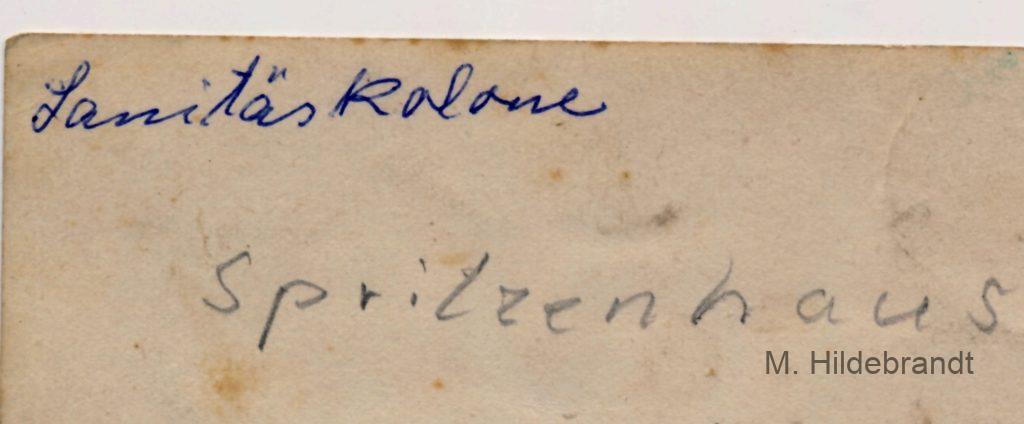 Sanitäskolone
Spritzenhaus
M. Hildebrandt